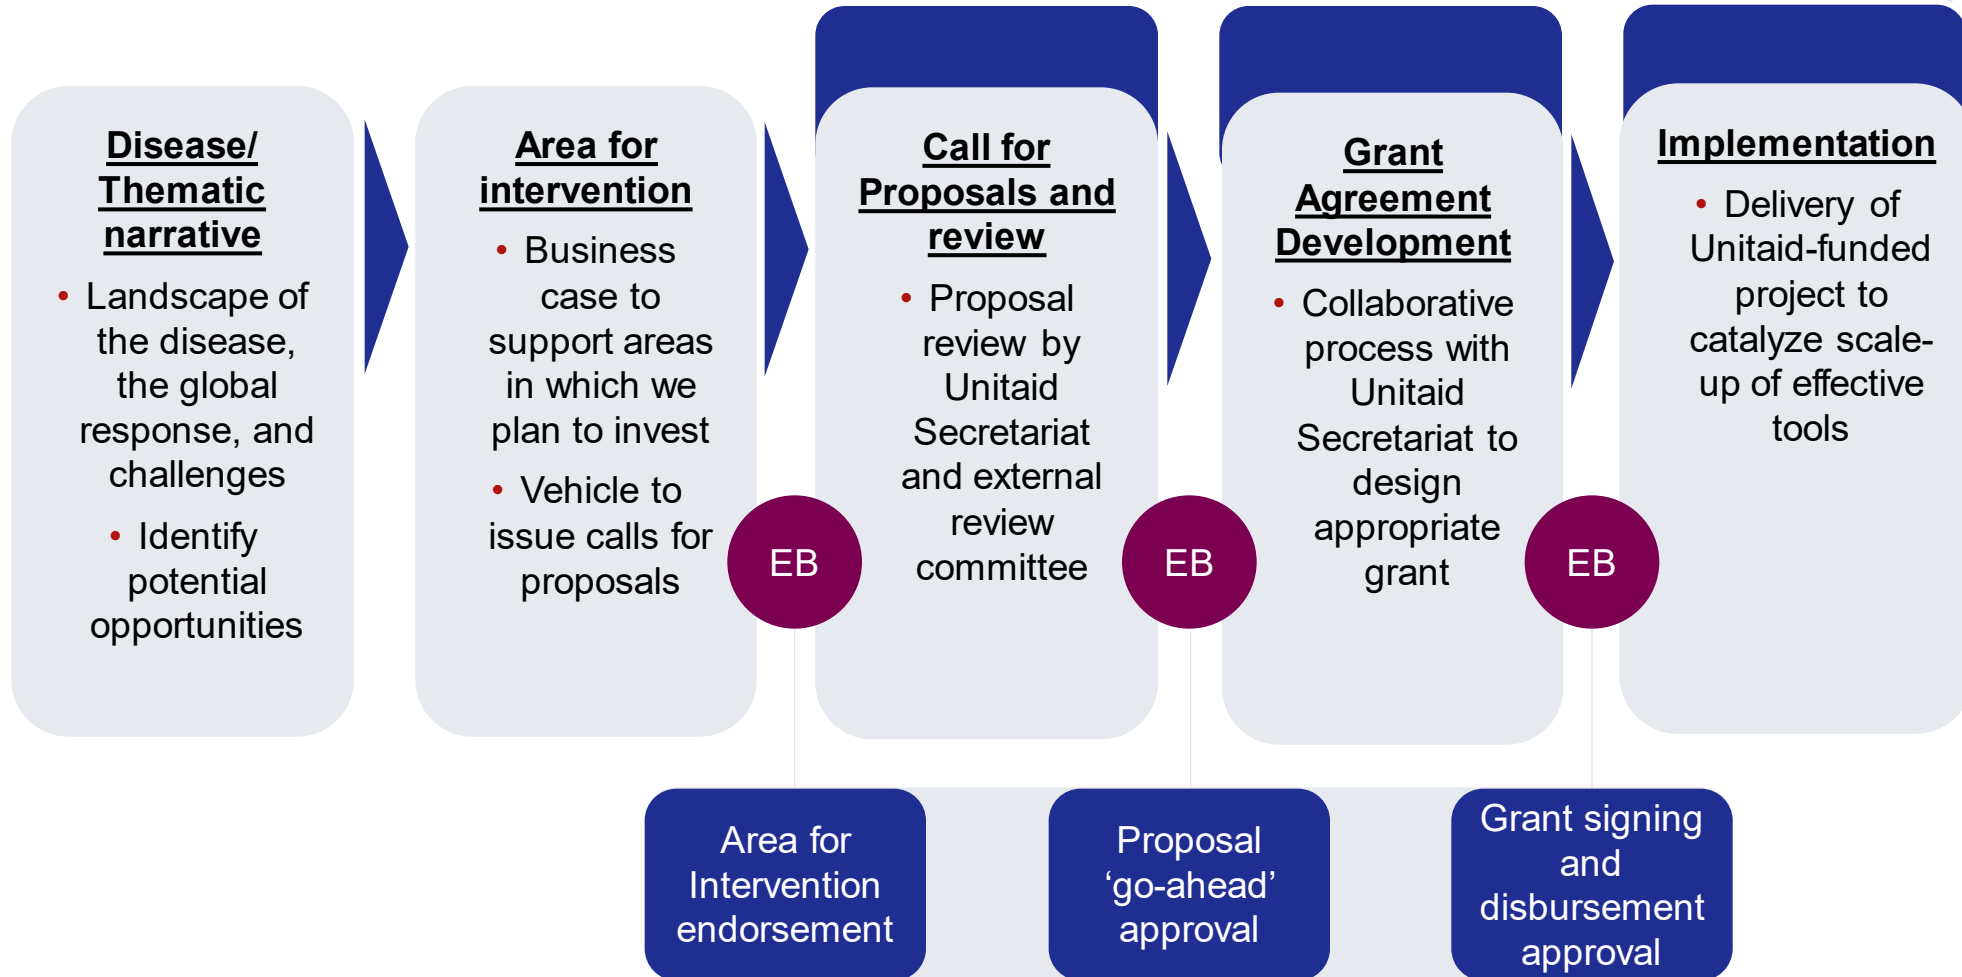 Disease/
Thematic
narrative
• Landscape of
the disease,
the global
response, and
challenges
• Identify
potential
opportunities
Area for
intervention
• Business
case to
support areas
in which we
plan to invest
• Vehicle to
issue calls for
proposals
Call for
Proposals and
review
• Proposal
review by
Unitaid
Secretariat
and external
review
committee
Grant
Agreement
Development
• Collaborative
process with
Unitaid
Secretariat to
design
appropriate
grant
Implementation
• Delivery of
Unitaid-funded
project to
catalyze scale-
up of effective
tools
EB
EB
EB
Area for
Intervention
endorsement
Proposal
‘go-ahead’
approval
Grant signing
and
disbursement
approval